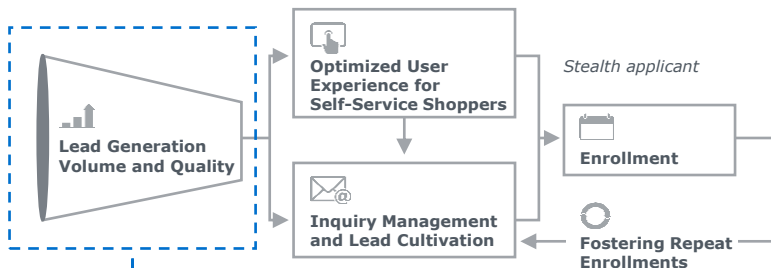 Optimized User
Experience for
Self-Service Shoppers
Stealth applicant
Lead Generation
Volume and Quality
Enrollment
@
Inquiry Management
and Lead Cultivation
Fostering Repeat
Enrollments